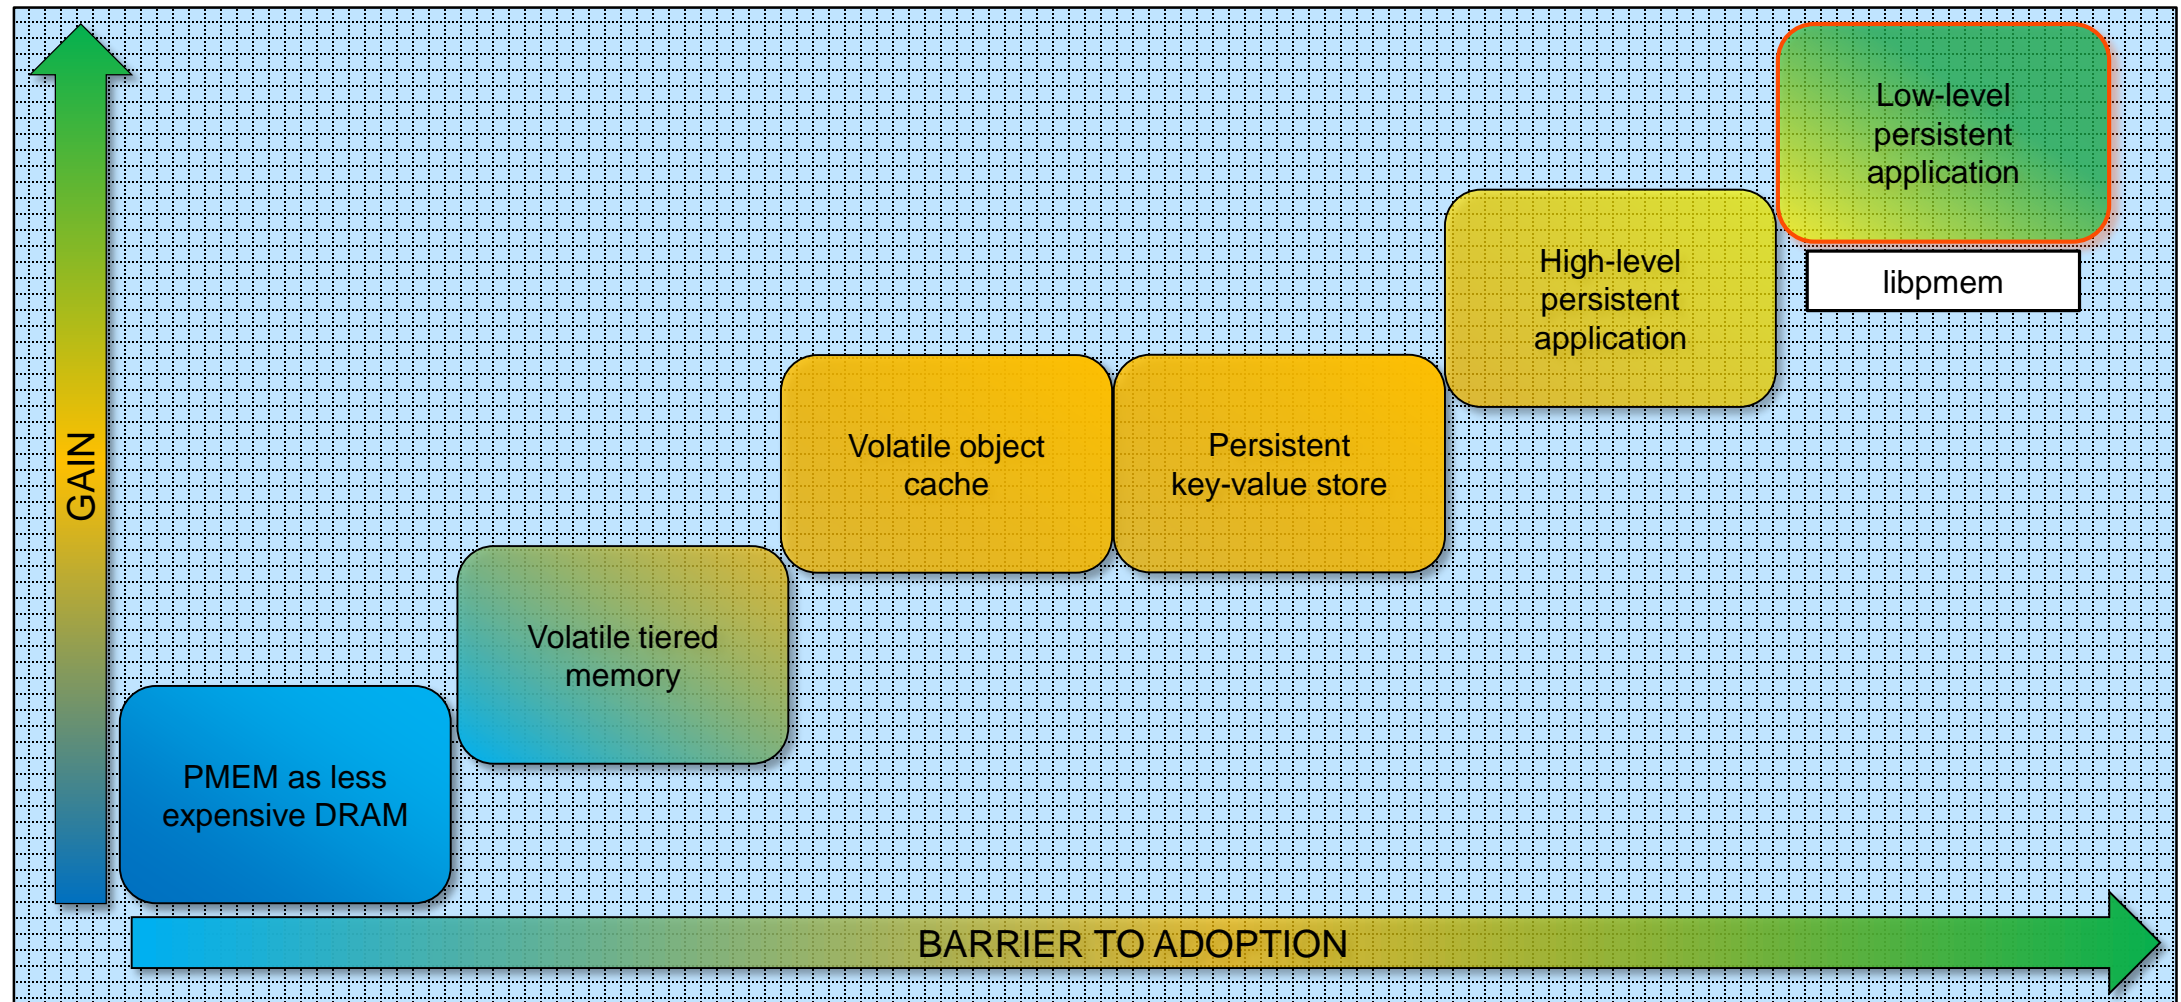 Low-level
persistent
application
libpmem
High-level
persistent
application
Volatile object
cache
Persistent
key-value store
GAIN
Volatile tiered
memory
PMEM as less
expensive DRAM
BARRIER TO ADOPTION